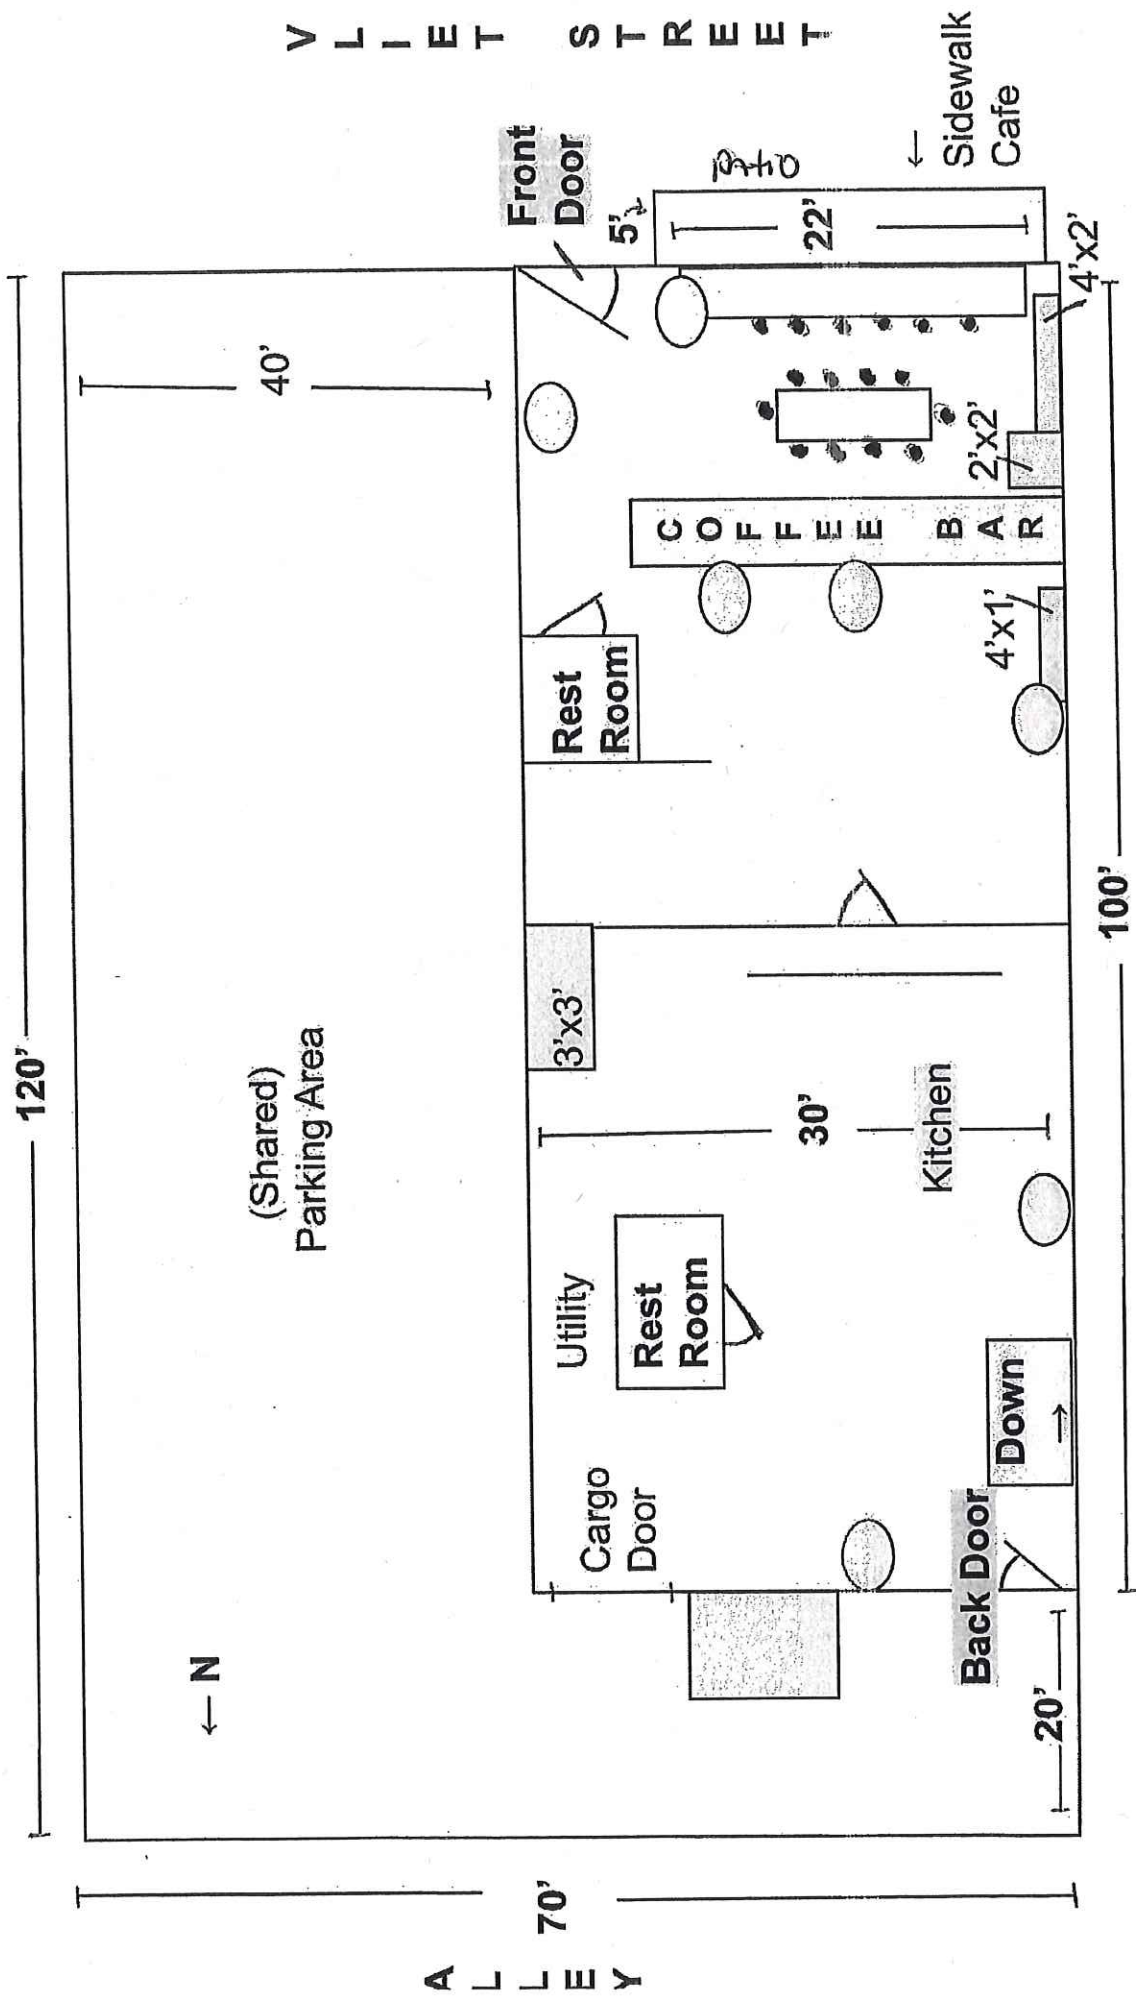 VLIET STREET
Front
Door
Patio
←
Sidewalk
Cafe
5'
22'
4'x2'
40'
2'x2'
COFFEE BAR
4'x1'
Rest
Room
120'
100'
(Shared)
Parking Area
3'x3'
30'
Kitchen
Utility
Rest
Room
Down
→
Cargo
Door
Back Door
← N
20'
70'
ALLEY